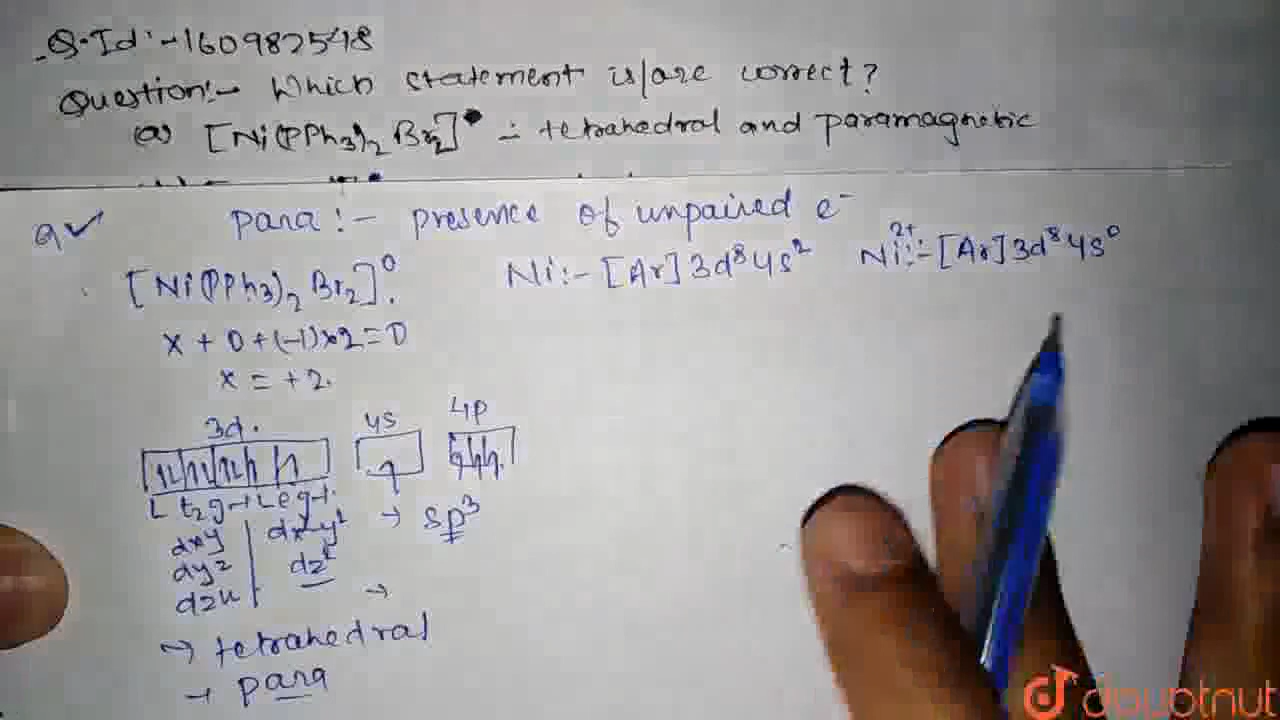 Q.Id :- 160982548
Question:- Which statement is/are correct?
(a) [Ni(PPh3)2 Br2] :- tetrahedral and paramagnetic
a✓ Para :- presence of unpaired e-
[Ni(PPh3)2 Br2]⁰. Ni :- [Ar] 3d⁸ 4s² Ni²⁺ :- [Ar] 3d⁸ 4s⁰
x + 0 + (-1)x2 = 0
x = +2.
3d. 4s 4p
t2g eg → sp³
dxy dx²-y²
dyz dz²
dzx →
→ tetrahedral
→ para
doubtnut